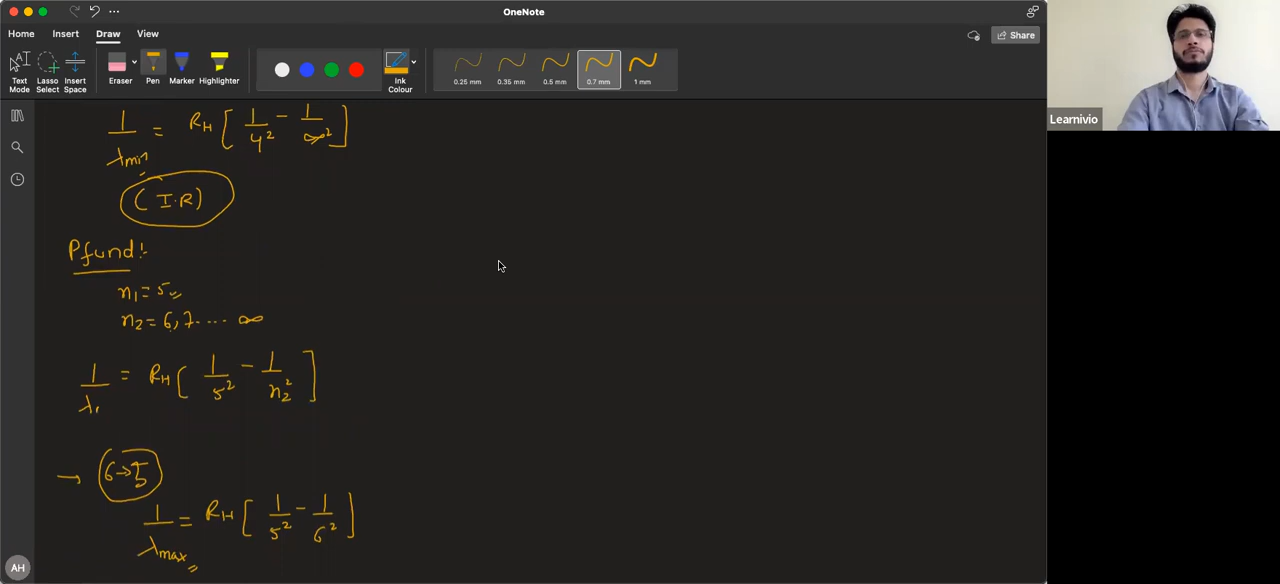 OneNote
Home Insert Draw View
Share
Text Mode Lasso Select Insert Space Eraser Pen Marker Highlighter Ink Colour 0.25 mm 0.35 mm 0.5 mm 0.7 mm 1 mm
Learnivio
1/λmin = RH [ 1/4² - 1/∞² ]
(I.R)
Pfund:-
n₁ = 5
n₂ = 6,7.... ∞
1/λ = RH [ 1/5² - 1/n₂² ]
→ 6→5
1/λmax = RH [ 1/5² - 1/6² ]
AH